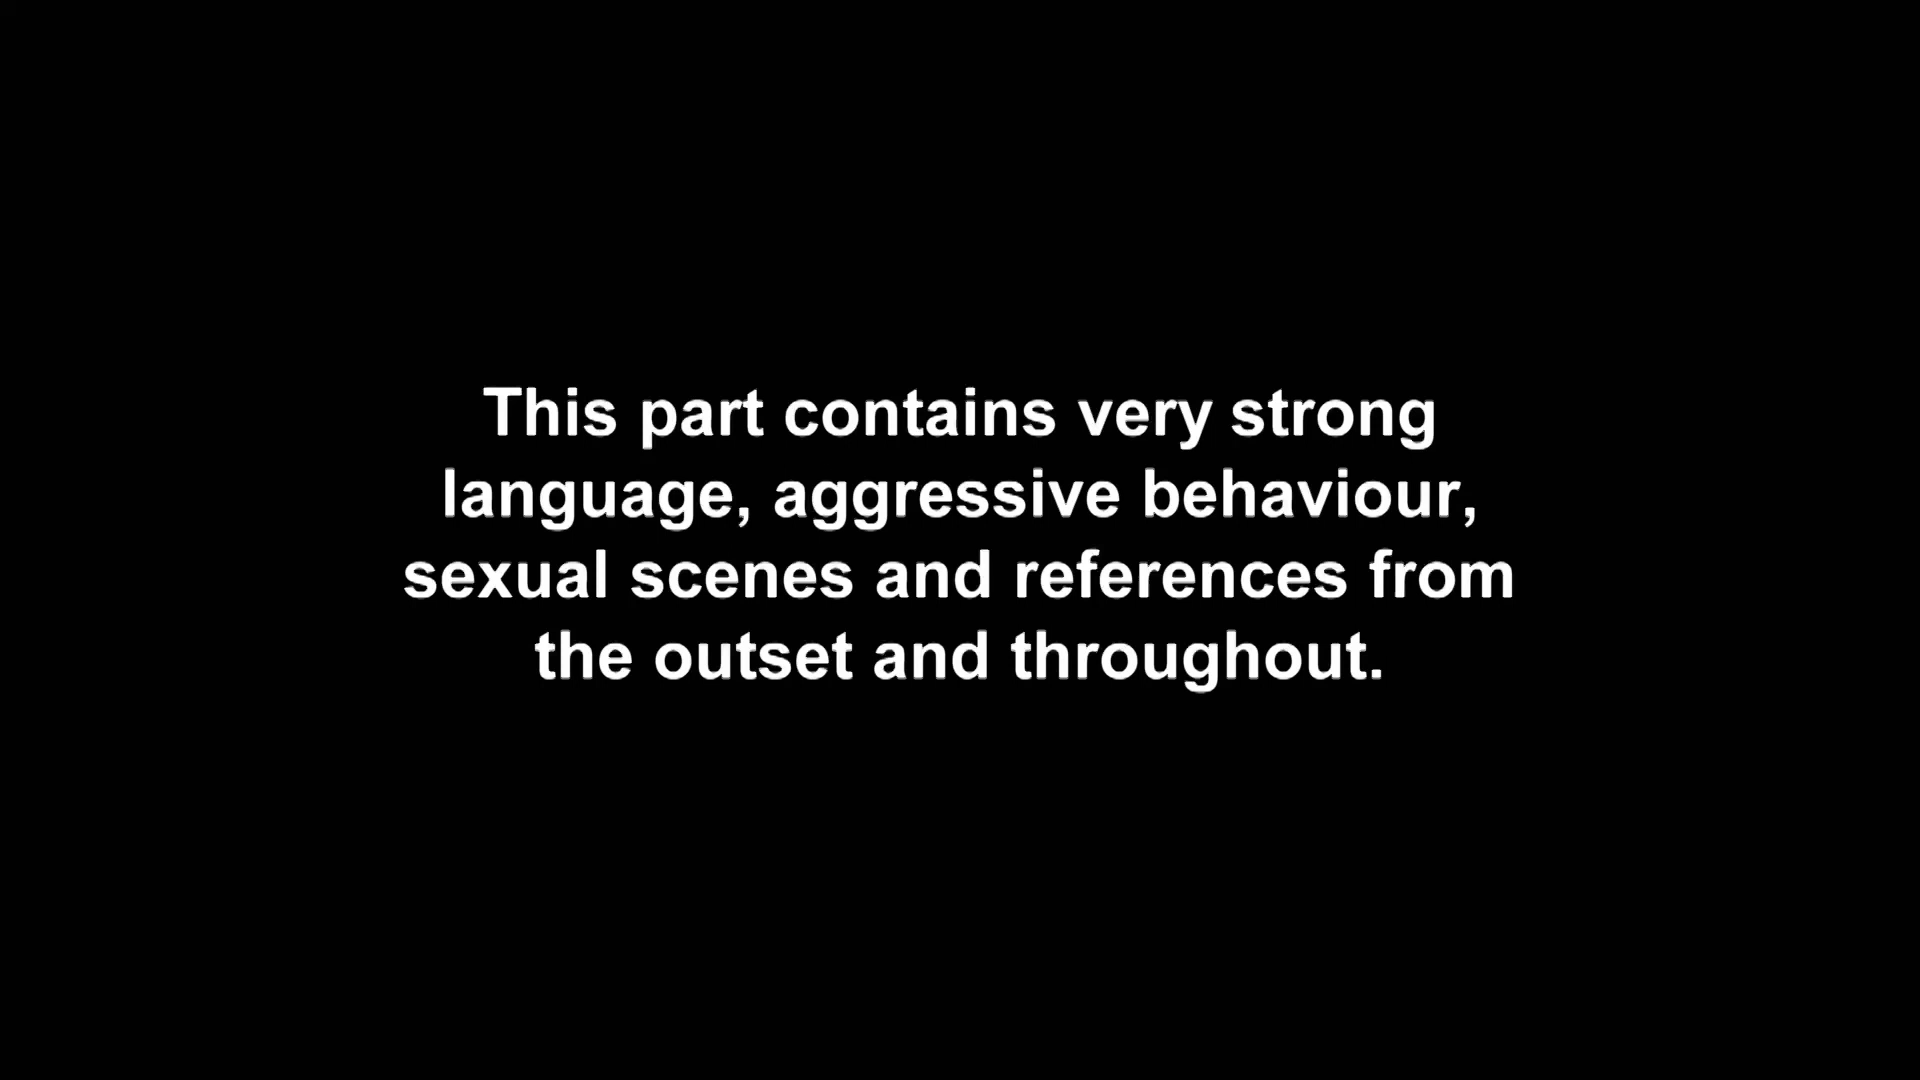 This part contains very strong
language, aggressive behaviour,
sexual scenes and references from
the outset and throughout.